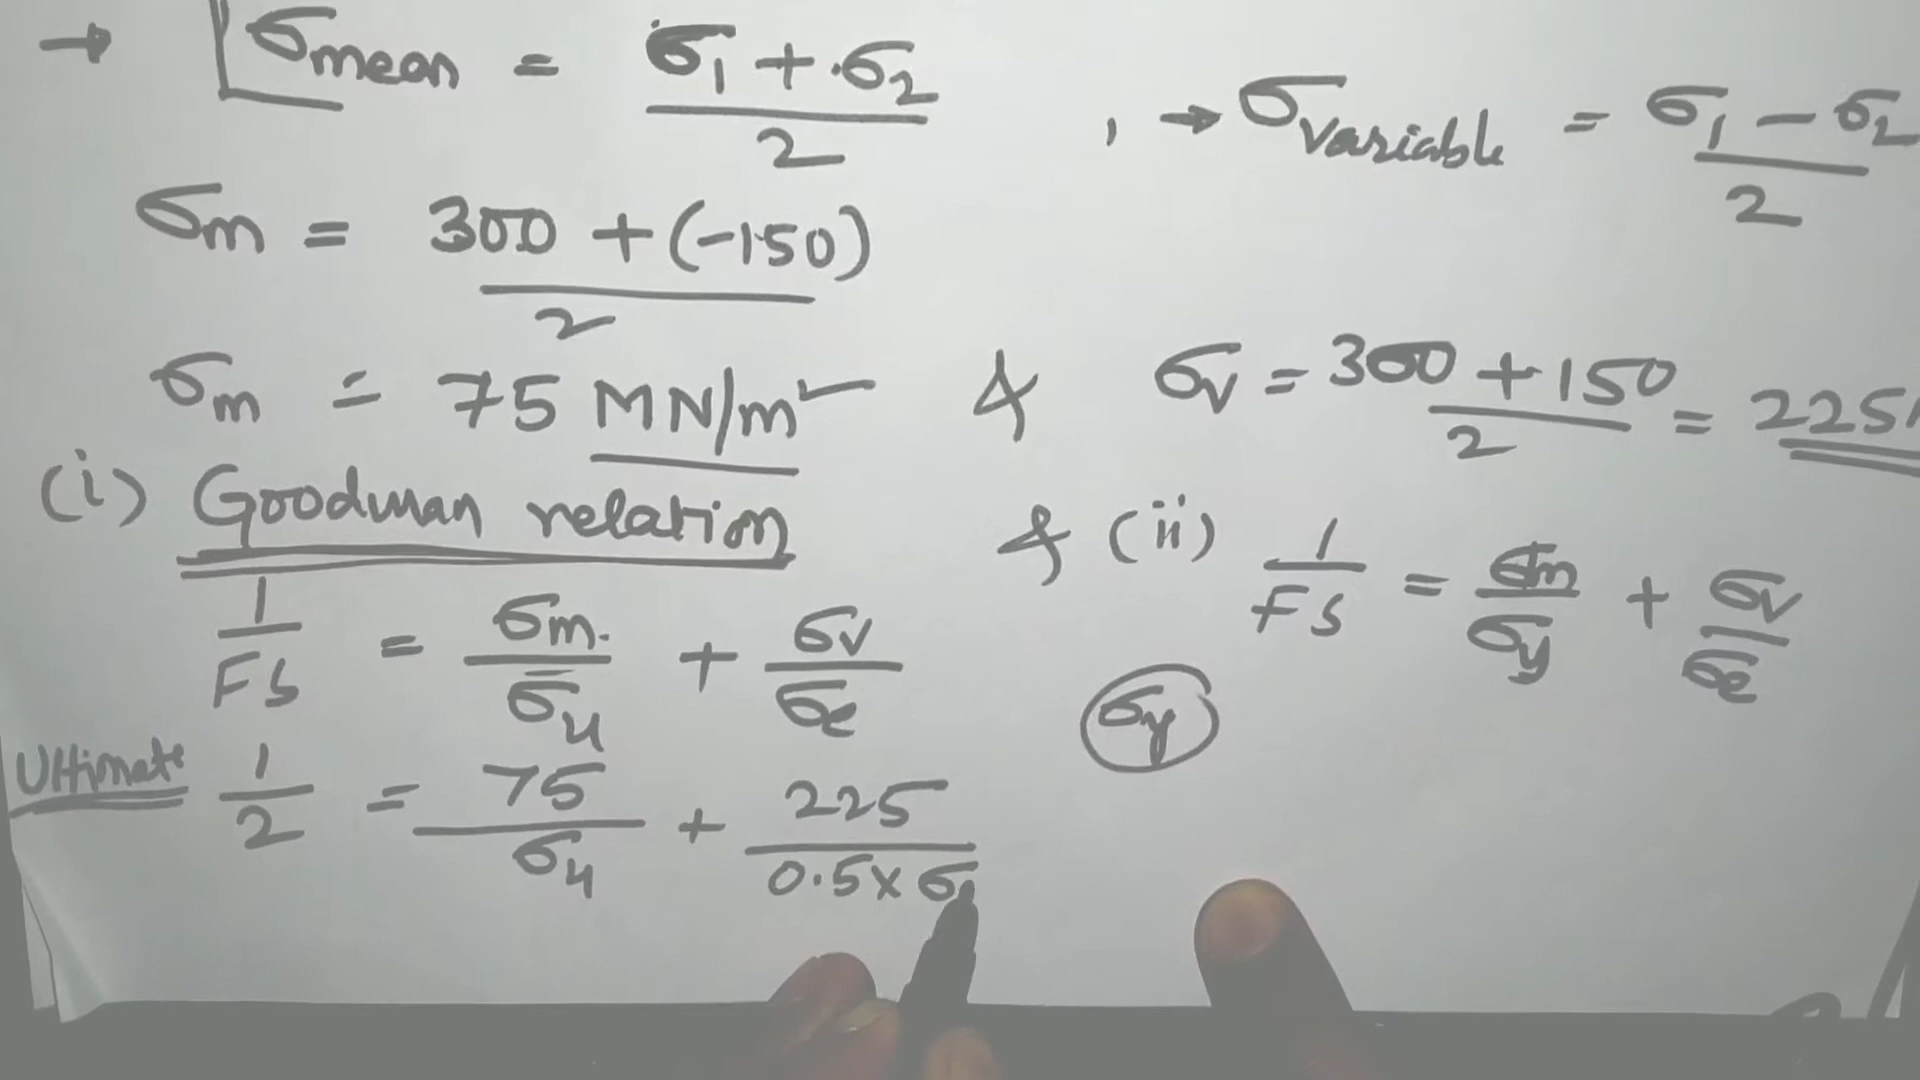 → σmean = σ1 + σ2 / 2 , → σvariable = σ1 − σ2 / 2
σm = 300 + (-150) / 2
σm = 75 MN/m² & σv = 300 + 150 / 2 = 225
(i) Goodman relation & (ii) 1/FS = σm/σy + σv/σe
1/FS = σm/σu + σv/σe
σy
Ultimate 1/2 = 75/σu + 225/0.5×σ